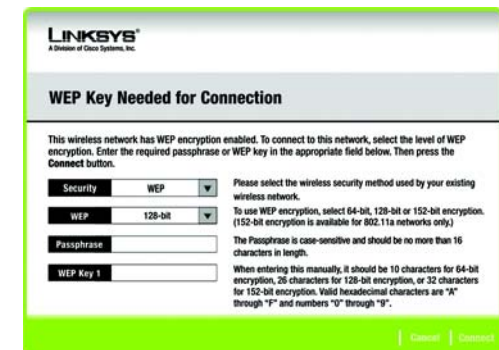 LINKSYS®
A Division of Cisco Systems, Inc.
WEP Key Needed for Connection
This wireless network has WEP encryption enabled. To connect to this network, select the level of WEP
encryption. Enter the required passphrase or WEP key in the appropriate field below. Then press the
Connect button.
Security WEP
Please select the wireless security method used by your existing
wireless network.
WEP 128-bit
To use WEP encryption, select 64-bit, 128-bit or 152-bit encryption.
(152-bit encryption is available for 802.11a networks only.)
Passphrase
The Passphrase is case-sensitive and should be no more than 16
characters in length.
WEP Key 1
When entering this manually, it should be 10 characters for 64-bit
encryption, 26 characters for 128-bit encryption, or 32 characters
for 152-bit encryption. Valid hexadecimal characters are "A"
through "F" and numbers "0" through "9".
Cancel Connect